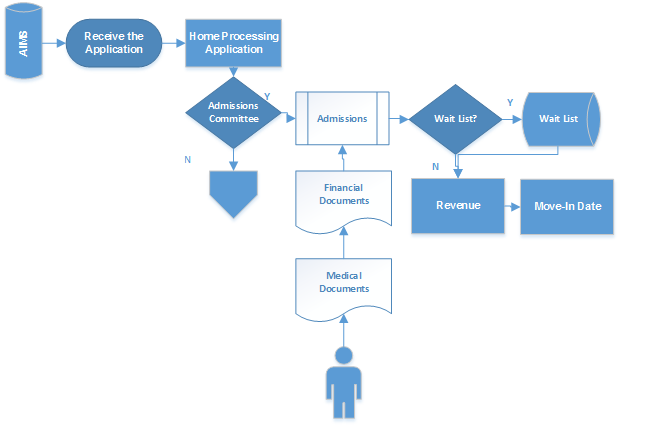 AIMS
Receive the
Application
Home Processing
Application
Admissions
Committee
Y
N
Admissions
Wait List?
Y
N
Wait List
Financial
Documents
Revenue
Move-In Date
Medical
Documents